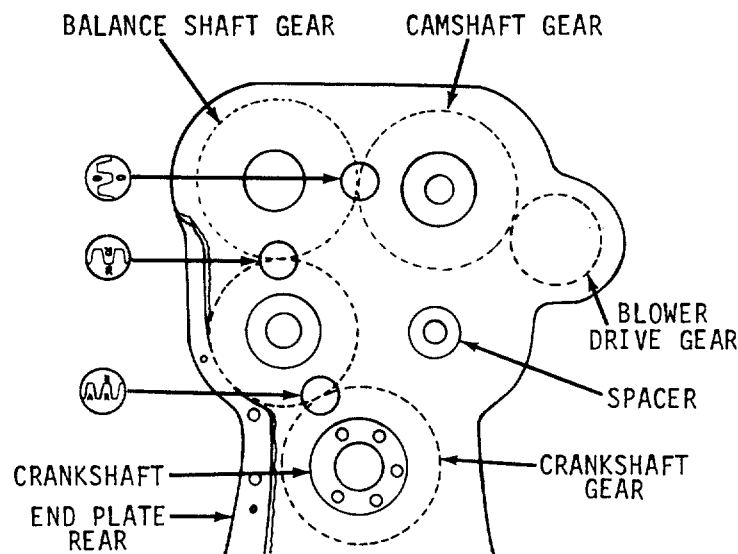 BALANCE SHAFT GEAR
CAMSHAFT GEAR
BLOWER
DRIVE GEAR
SPACER
CRANKSHAFT
CRANKSHAFT
GEAR
END PLATE
REAR